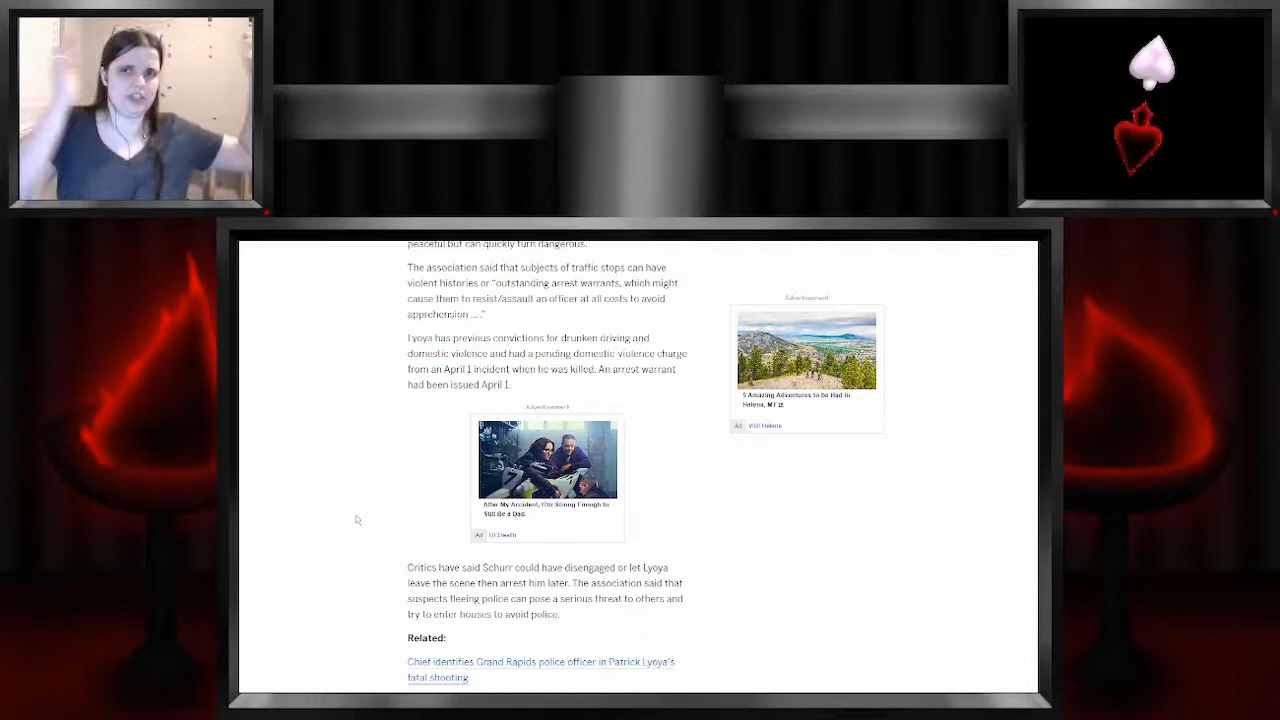 peaceful but can quickly turn dangerous.
The association said that subjects of traffic stops can have
violent histories or "outstanding arrest warrants, which might
cause them to resist/assault an officer at all costs to avoid
apprehension …."
Lyoya has previous convictions for drunken driving and
domestic violence and had a pending domestic-violence charge
from an April 1 incident when he was killed. An arrest warrant
had been issued April 1.
Advertisement
After My Accident, I'm Strong Enough to
Still Be a Dad.
Ad UCHealth
Critics have said Schurr could have disengaged or let Lyoya
leave the scene then arrest him later. The association said that
suspects fleeing police can pose a serious threat to others and
try to enter houses to avoid police.
Related:
Chief identifies Grand Rapids police officer in Patrick Lyoya's
fatal shooting
Advertisement
5 Amazing Adventures to be Had in
Helena, MT
Ad Visit Helena